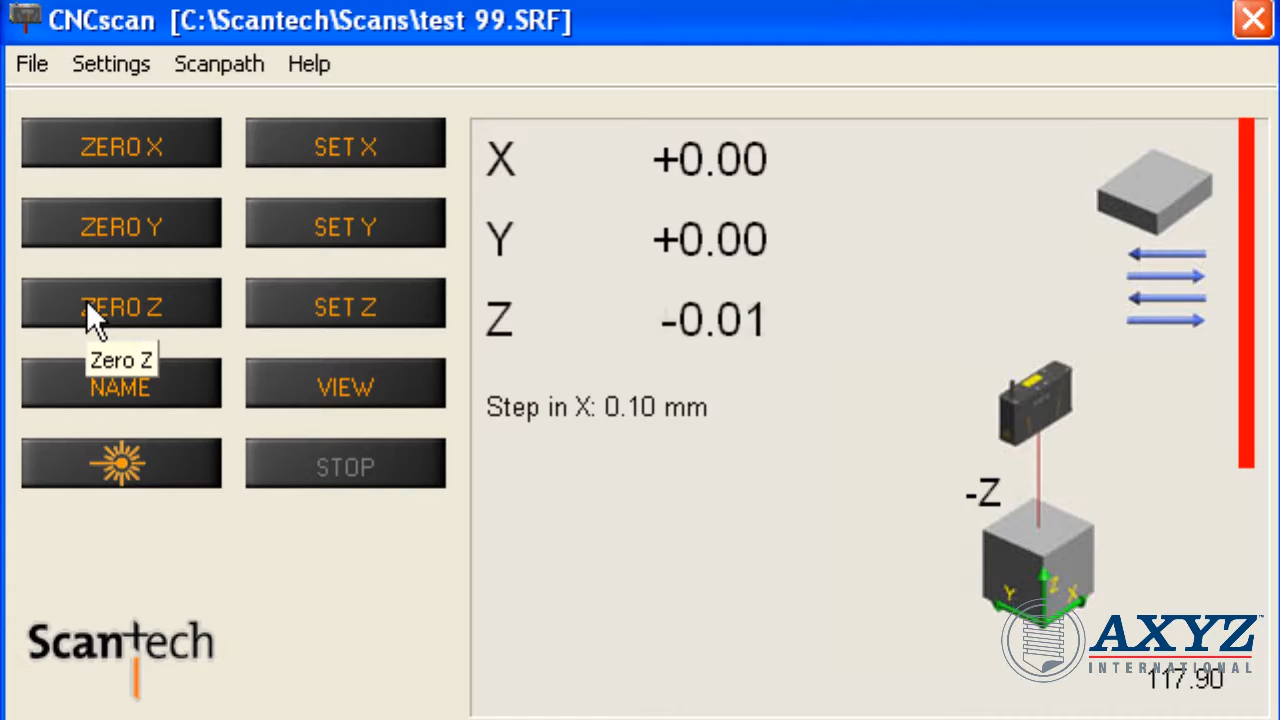 CNCscan [C:\Scantech\Scans\test 99.SRF]
File Settings Scanpath Help
ZERO X SET X
ZERO Y SET Y
ZERO Z SET Z
Zero Z
NAME VIEW
STOP
X +0.00
Y +0.00
Z -0.01
Step in X: 0.10 mm
-Z
Y Z X
Scantech
AXYZ
INTERNATIONAL
117.90